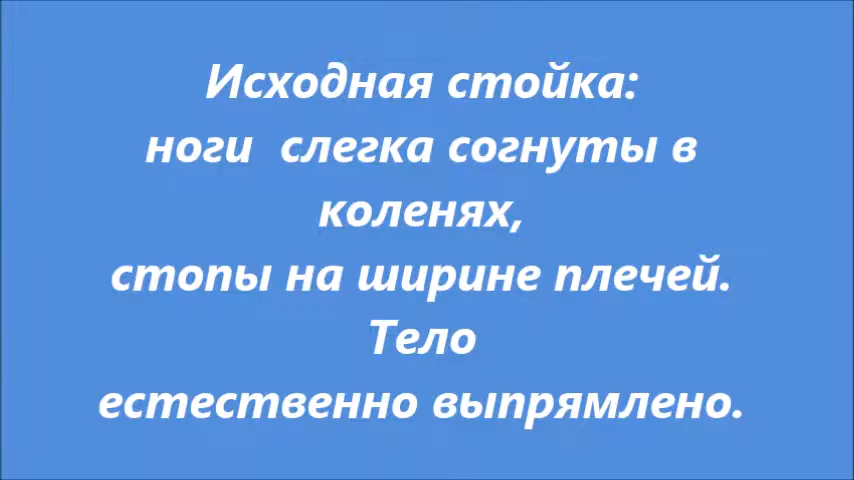 Исходная стойка:
ноги  слегка согнуты в
коленях,
стопы на ширине плечей.
Тело
естественно выпрямлено.